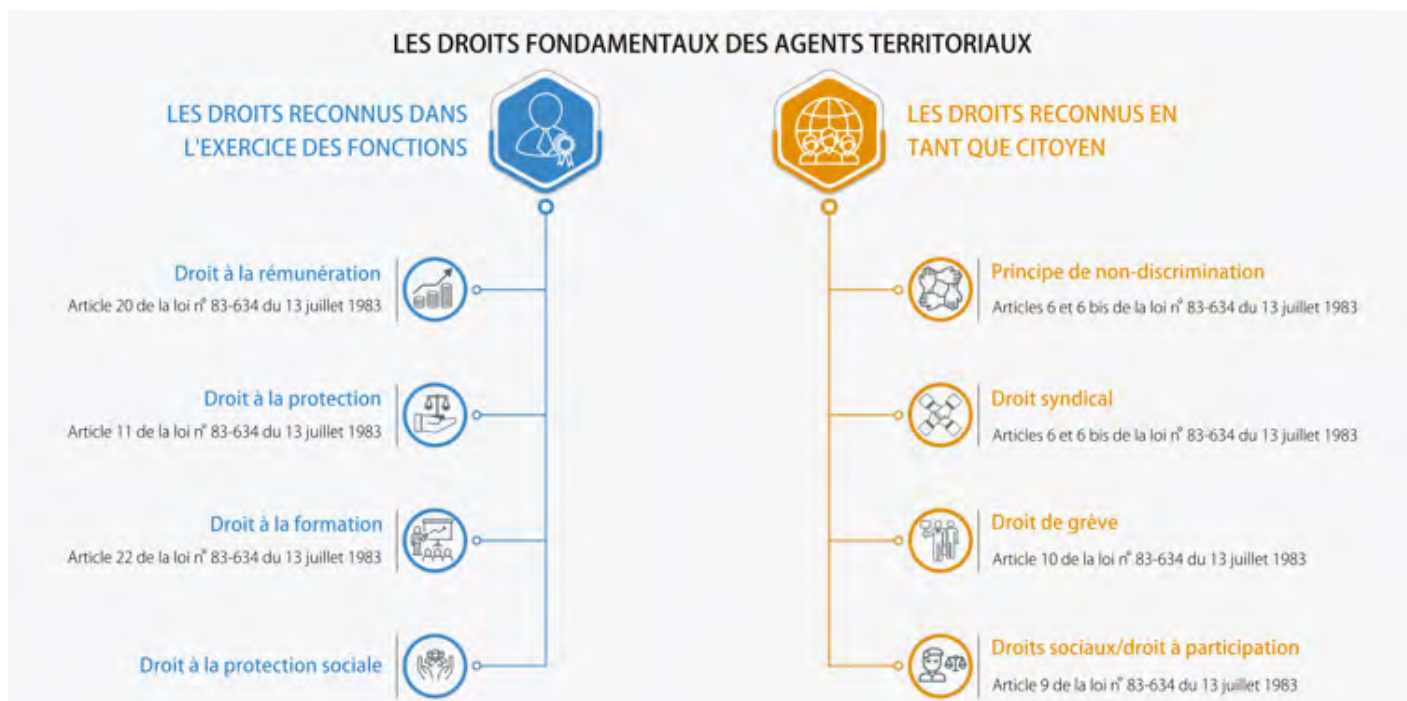 LES DROITS FONDAMENTAUX DES AGENTS TERRITORIAUX
LES DROITS RECONNUS DANS
L'EXERCICE DES FONCTIONS
Droit à la rémunération
Article 20 de la loi n° 83-634 du 13 juillet 1983
Droit à la protection
Article 11 de la loi n° 83-634 du 13 juillet 1983
Droit à la formation
Article 22 de la loi n° 83-634 du 13 juillet 1983
Droit à la protection sociale
LES DROITS RECONNUS EN
TANT QUE CITOYEN
Principe de non-discrimination
Articles 6 et 6 bis de la loi n° 83-634 du 13 juillet 1983
Droit syndical
Articles 6 et 6 bis de la loi n° 83-634 du 13 juillet 1983
Droit de grève
Article 10 de la loi n° 83-634 du 13 juillet 1983
Droits sociaux/droit à participation
Article 9 de la loi n° 83-634 du 13 juillet 1983